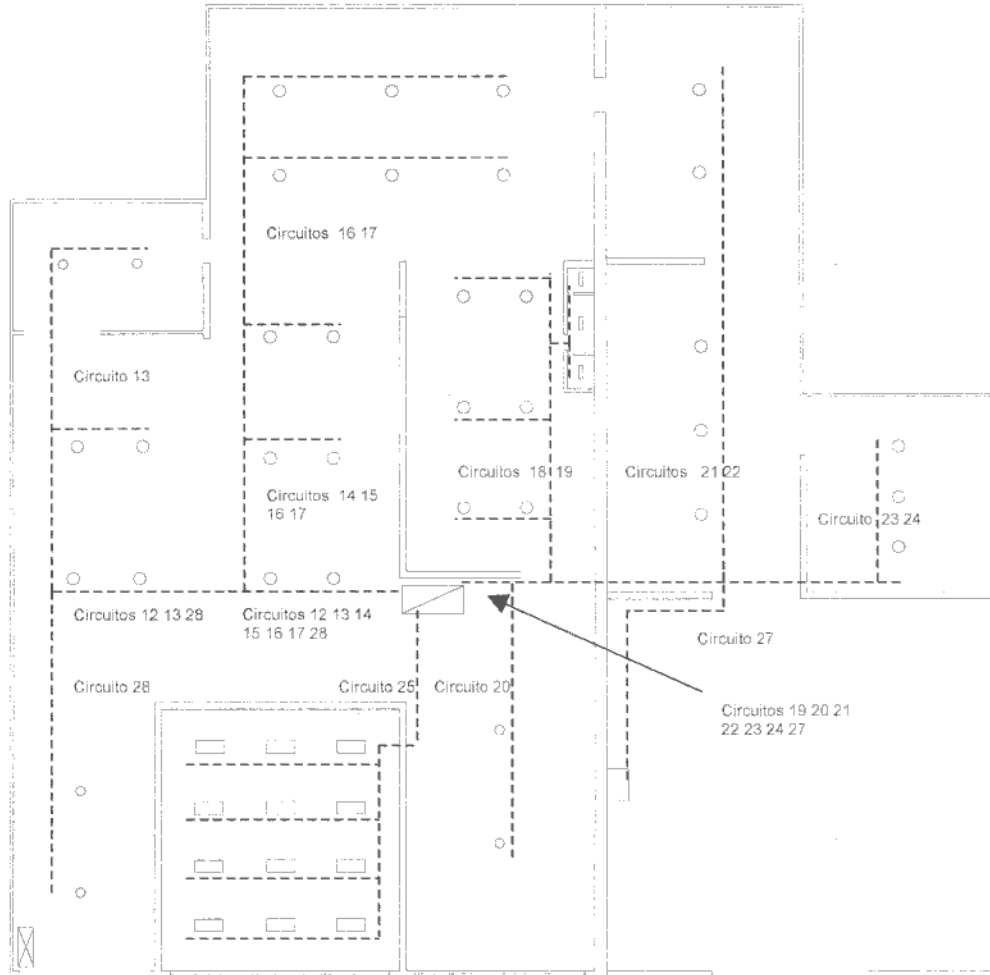 Circuitos 16 17
Circuito 13
Circuitos 18 19
Circuitos 21 22
Circuitos 14 15
16 17
Circuito 23 24
Circuitos 12 13 28
Circuitos 12 13 14
15 16 17 28
Circuito 27
Circuito 28
Circuito 25
Circuito 20
Circuitos 19 20 21
22 23 24 27